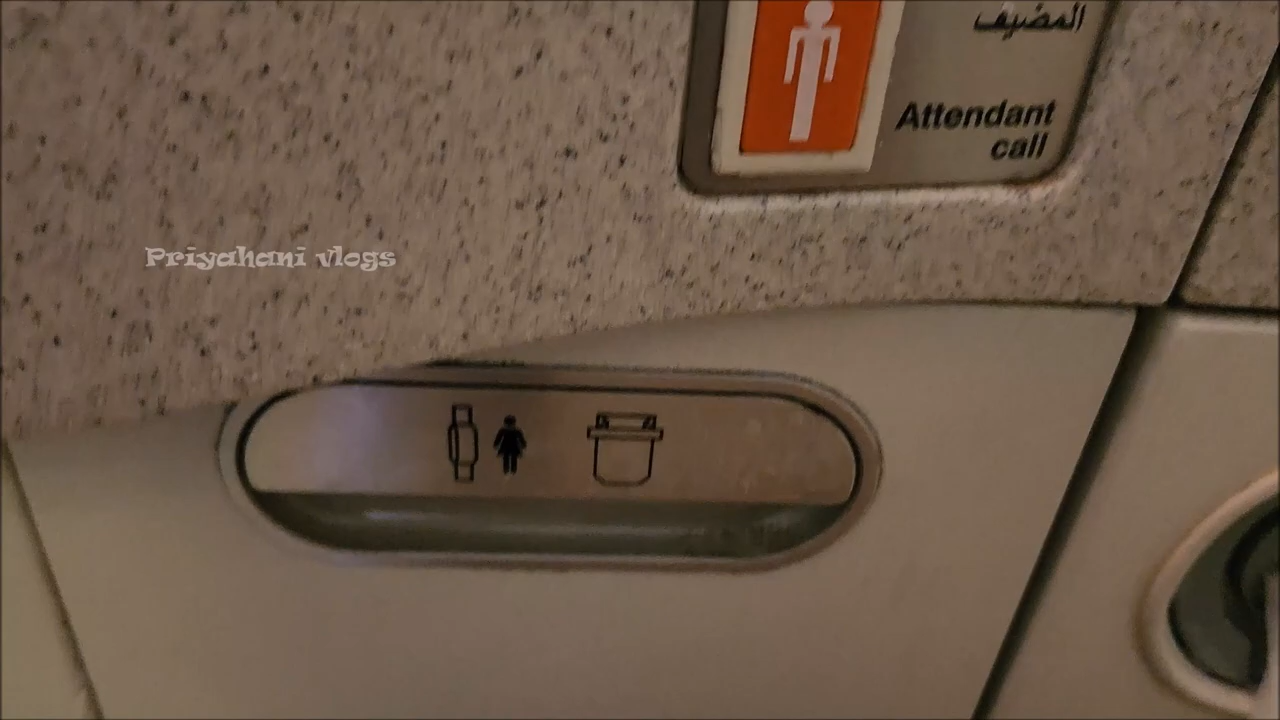 المضيف
Attendant
call
Priyahani vlogs